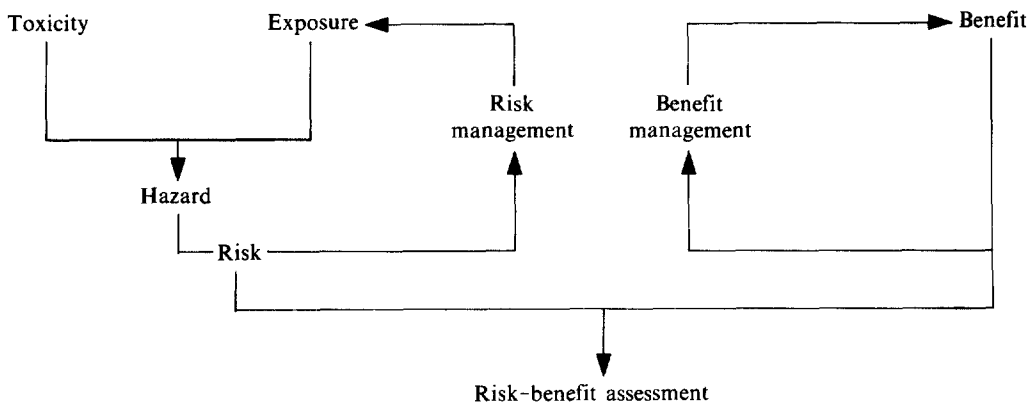 Toxicity
Exposure
Benefit
Risk
management
Benefit
management
Hazard
Risk
Risk-benefit assessment